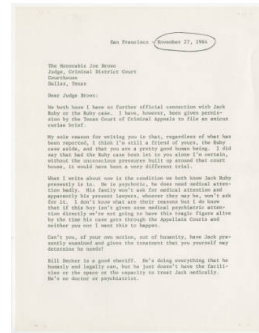 San Francisco - November 27, 1964
The Honorable Joe Brown
Judge, Criminal District Court
Courthouse
Dallas, Texas
Dear Judge Brown:
We both know I have no further official connection with Jack
Ruby or the Ruby case. I have, however, been given permis-
sion by the Texas Court of Criminal Appeals to file an amicus
curiae brief.
My sole reason for writing you is that, regardless of what has
been reported, I think I'm still a friend of yours, the Ruby
case aside, and that you are a pretty good human being. I did
say that had the Ruby case been left to you alone I'm certain,
without the unconscious pressures built up around that court
house, it would have been a very different trial.
What I write about now is the condition we both know Jack Ruby
presently is in. He is psychotic, he does need medical atten-
tion badly. His family won't ask for medical attention and
apparently his present lawyers, whoever they may be, won't ask
for it. I don't know what are their reasons but I do know
that if this boy isn't given some medical psychiatric atten-
tion directly we're not going to have this tragic figure alive
by the time his case gets through the Appellate Courts and
neither you nor I want this to happen.
Can't you, of your own action, out of humanity, have Jack pre-
sently examined and given the treatment that you yourself may
determine he needs?
Bill Decker is a good sheriff. He's doing everything that he
humanly and legally can, but he just doesn't have the facili-
ties or the space or the capacity to treat Jack medically.
He's no doctor or psychiatrist.